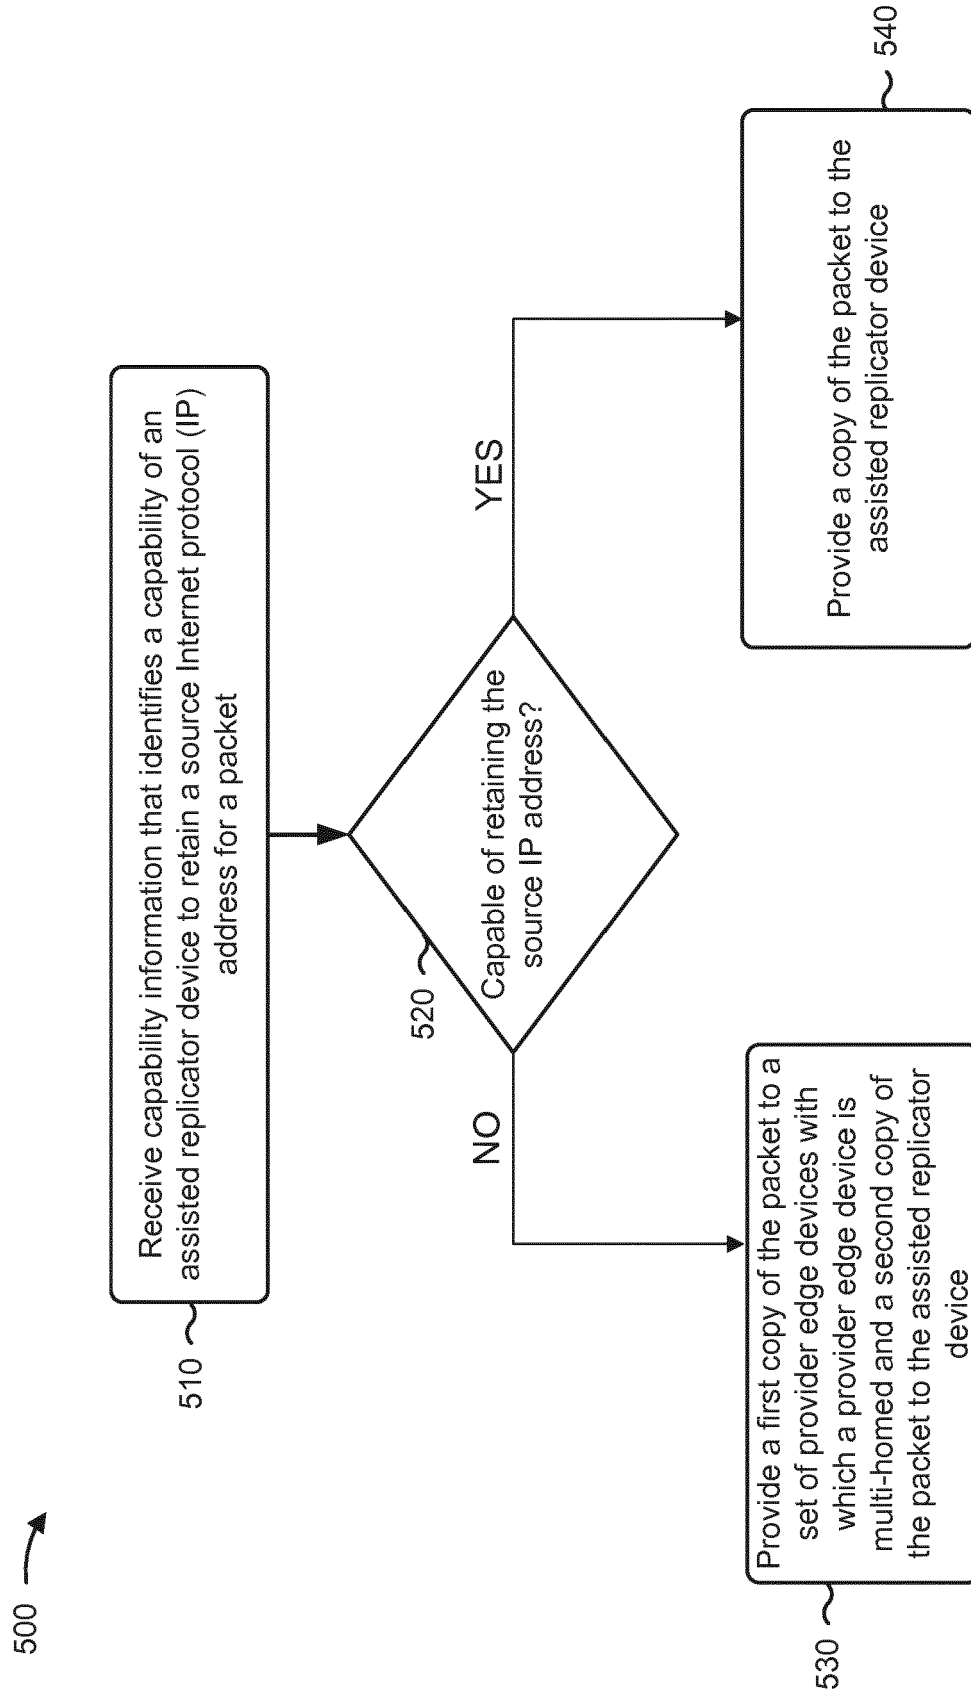 500
510
Receive capability information that identifies a capability of an
assisted replicator device to retain a source Internet protocol (IP)
address for a packet
520
Capable of retaining the
source IP address?
NO
YES
530
Provide a first copy of the packet to a
set of provider edge devices with
which a provider edge device is
multi-homed and a second copy of
the packet to the assisted replicator
device
540
Provide a copy of the packet to the
assisted replicator device